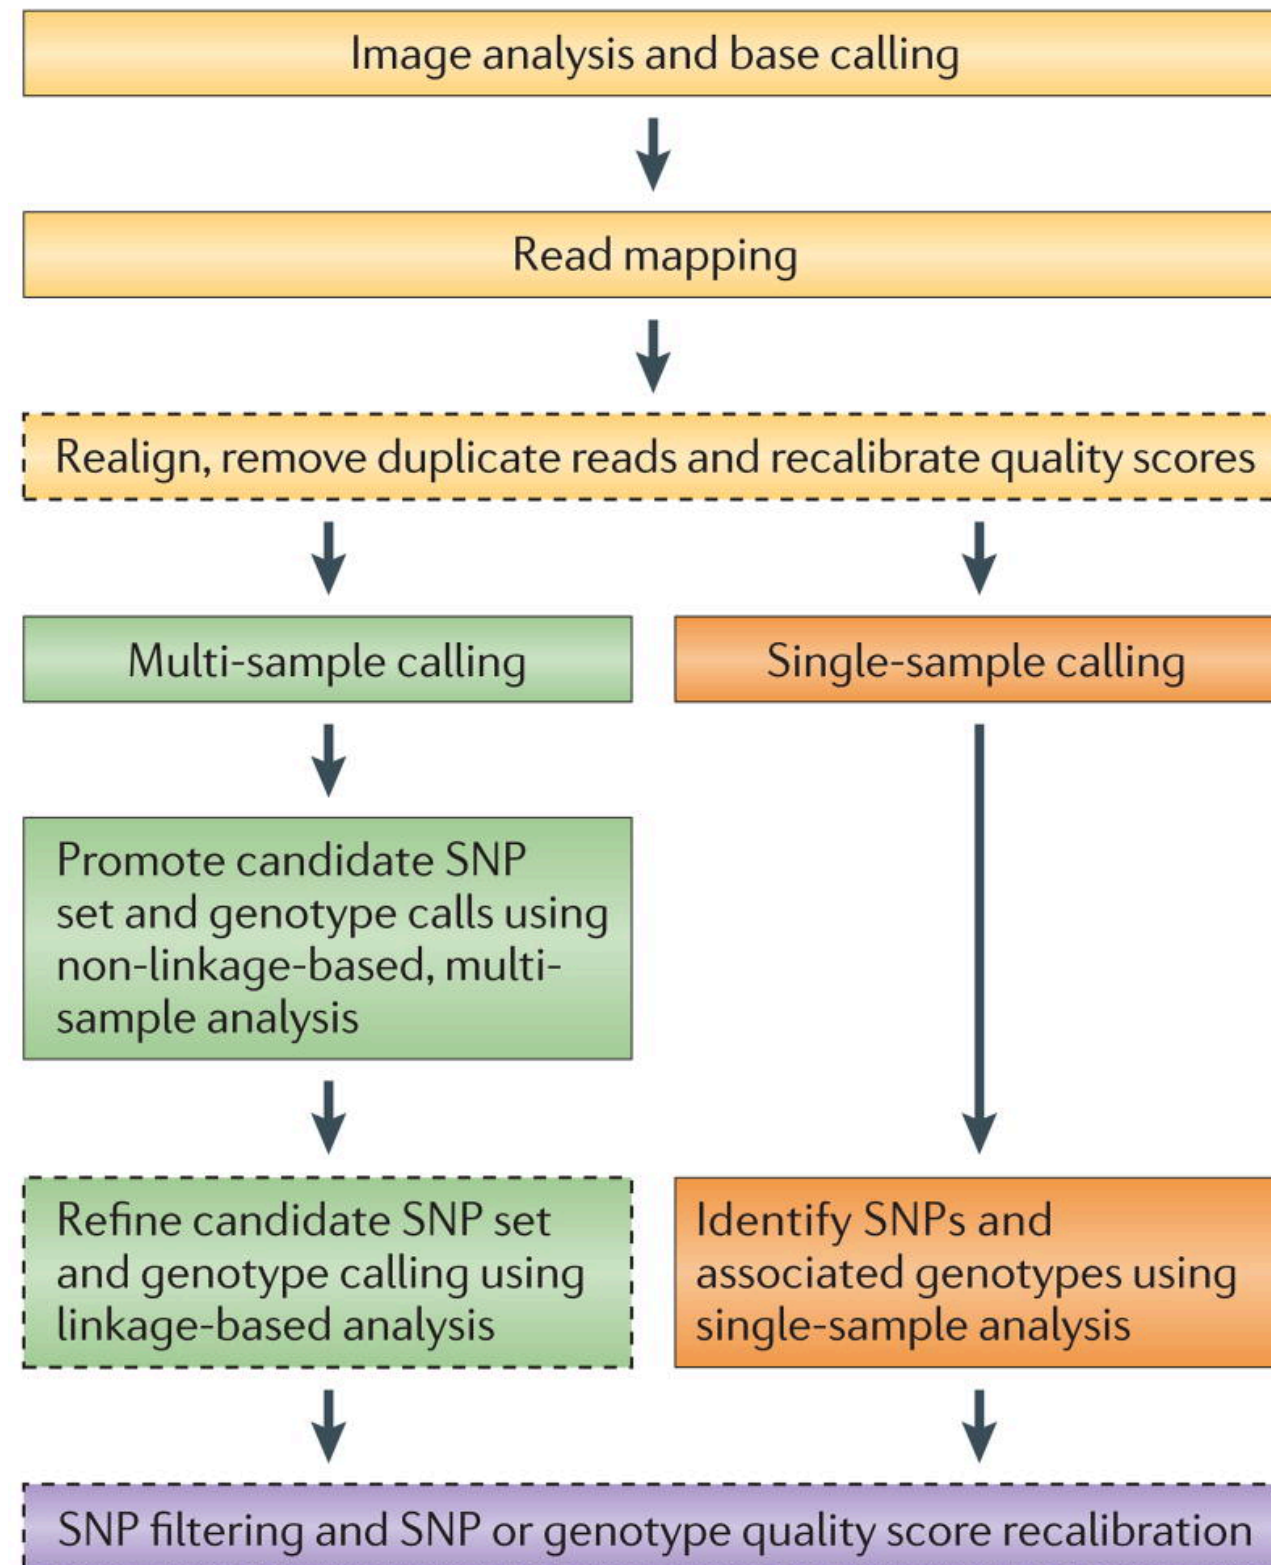 Image analysis and base calling
Read mapping
Realign, remove duplicate reads and recalibrate quality scores
Multi-sample calling
Single-sample calling
Promote candidate SNP
set and genotype calls using
non-linkage-based, multi-
sample analysis
Refine candidate SNP set
and genotype calling using
linkage-based analysis
Identify SNPs and
associated genotypes using
single-sample analysis
SNP filtering and SNP or genotype quality score recalibration